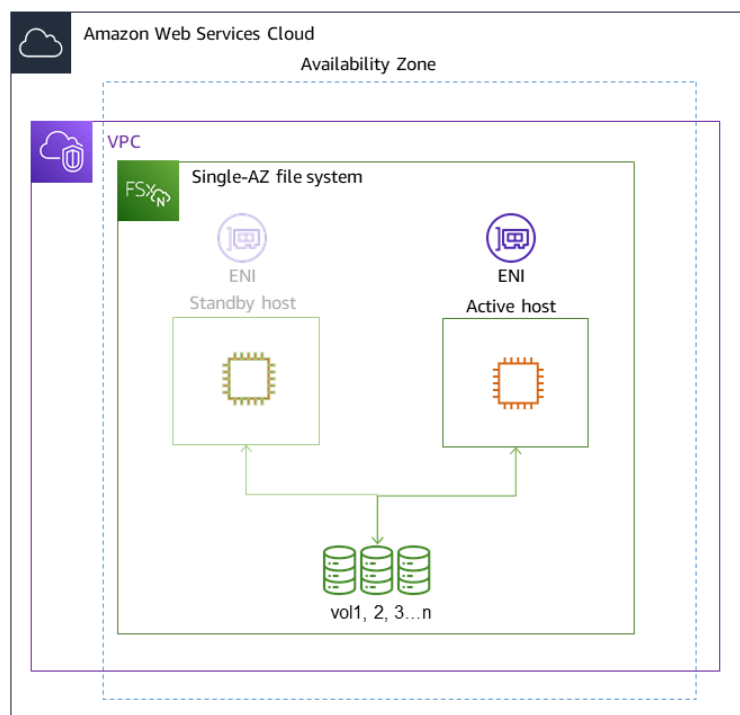 Amazon Web Services Cloud
Availability Zone
VPC
FSx
N
Single-AZ file system
ENI
ENI
Standby host
Active host
vol1, 2, 3...n